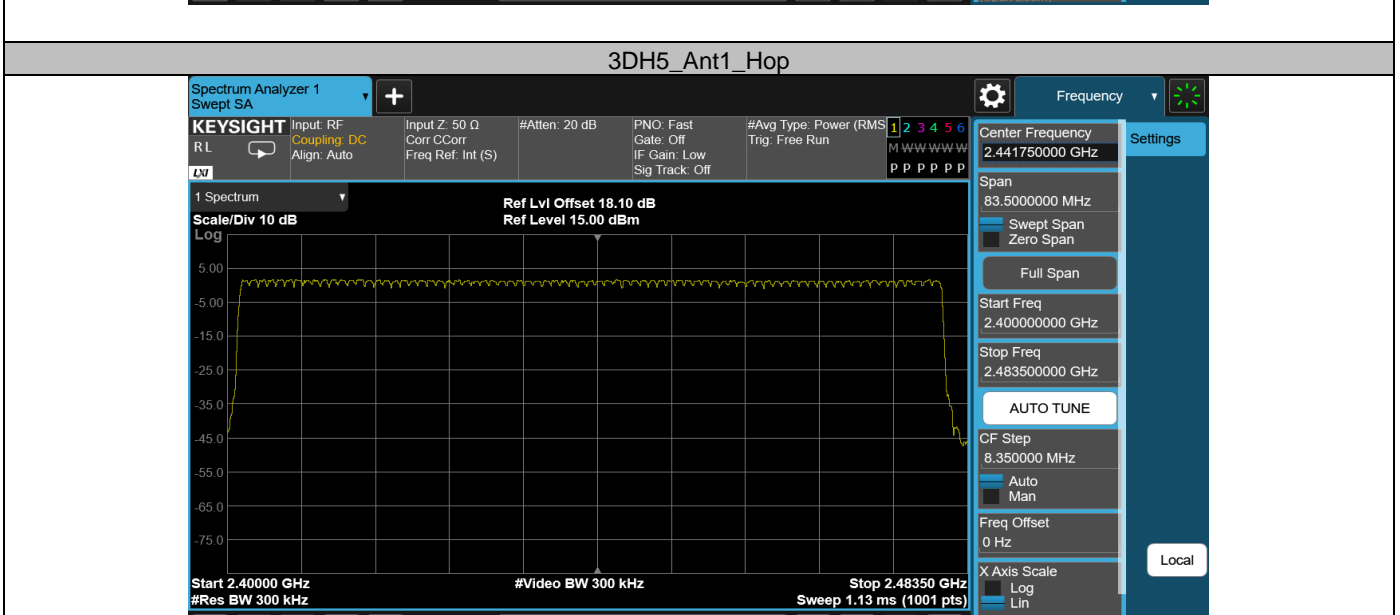 3DH5_Ant1_Hop
Spectrum Analyzer 1
Swept SA
+
Frequency
KEYSIGHT
RL
LXI
Input: RF
Coupling: DC
Align: Auto
Input Z: 50 Ω
Corr CCorr
Freq Ref: Int (S)
#Atten: 20 dB
PNO: Fast
Gate: Off
IF Gain: Low
Sig Track: Off
#Avg Type: Power (RMS
Trig: Free Run
1 2 3 4 5 6
M W W W W W
P P P P P P
Center Frequency
2.441750000 GHz
Settings
Span
83.5000000 MHz
Swept Span
Zero Span
Full Span
Start Freq
2.400000000 GHz
Stop Freq
2.483500000 GHz
AUTO TUNE
CF Step
8.350000 MHz
Auto
Man
Freq Offset
0 Hz
X Axis Scale
Log
Lin
Local
1 Spectrum
Scale/Div 10 dB
Ref Lvl Offset 18.10 dB
Ref Level 15.00 dBm
Log
5.00
-5.00
-15.0
-25.0
-35.0
-45.0
-55.0
-65.0
-75.0
Start 2.40000 GHz
#Video BW 300 kHz
Stop 2.48350 GHz
#Res BW 300 kHz
Sweep 1.13 ms (1001 pts)